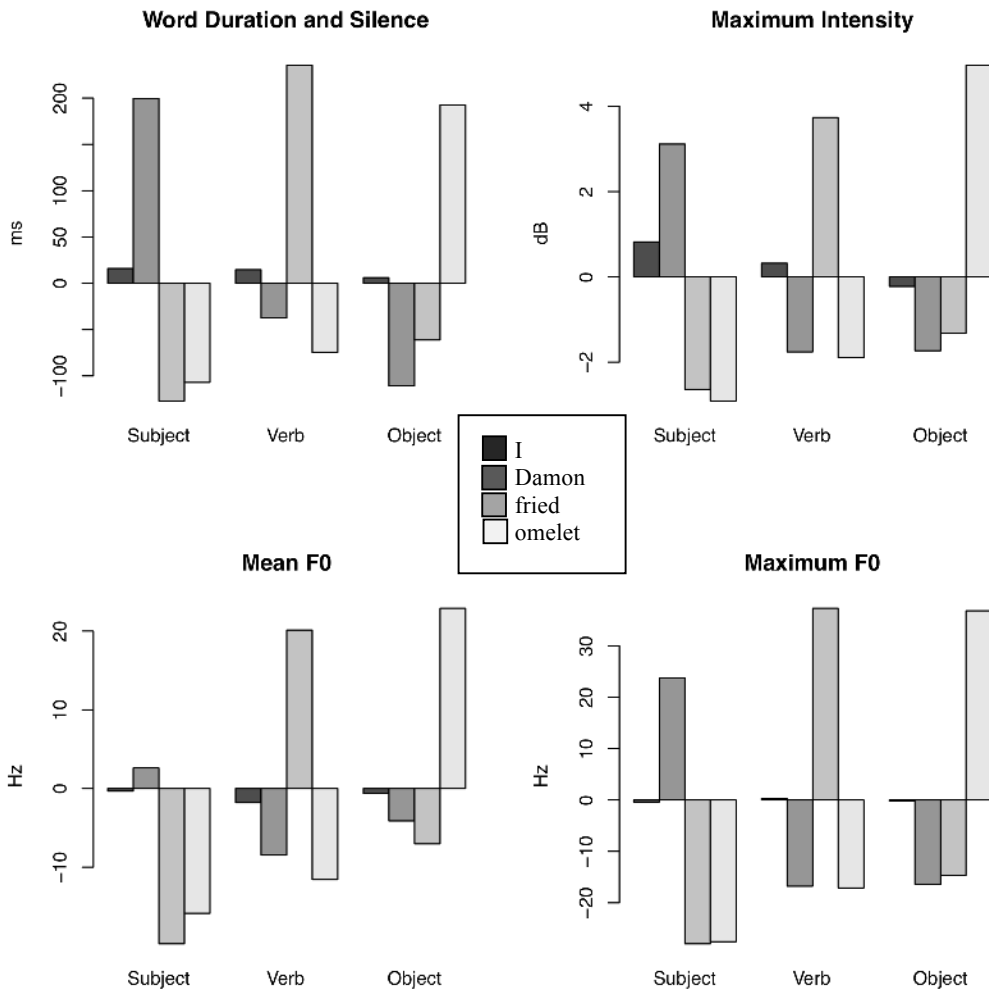 Word Duration and Silence
ms
200
100
50
0
−100
Subject Verb Object
Maximum Intensity
dB
4
2
0
−2
Subject Verb Object
I
Damon
fried
omelet
Mean F0
Hz
20
10
0
−10
Subject Verb Object
Maximum F0
Hz
30
20
10
0
−10
−20
Subject Verb Object